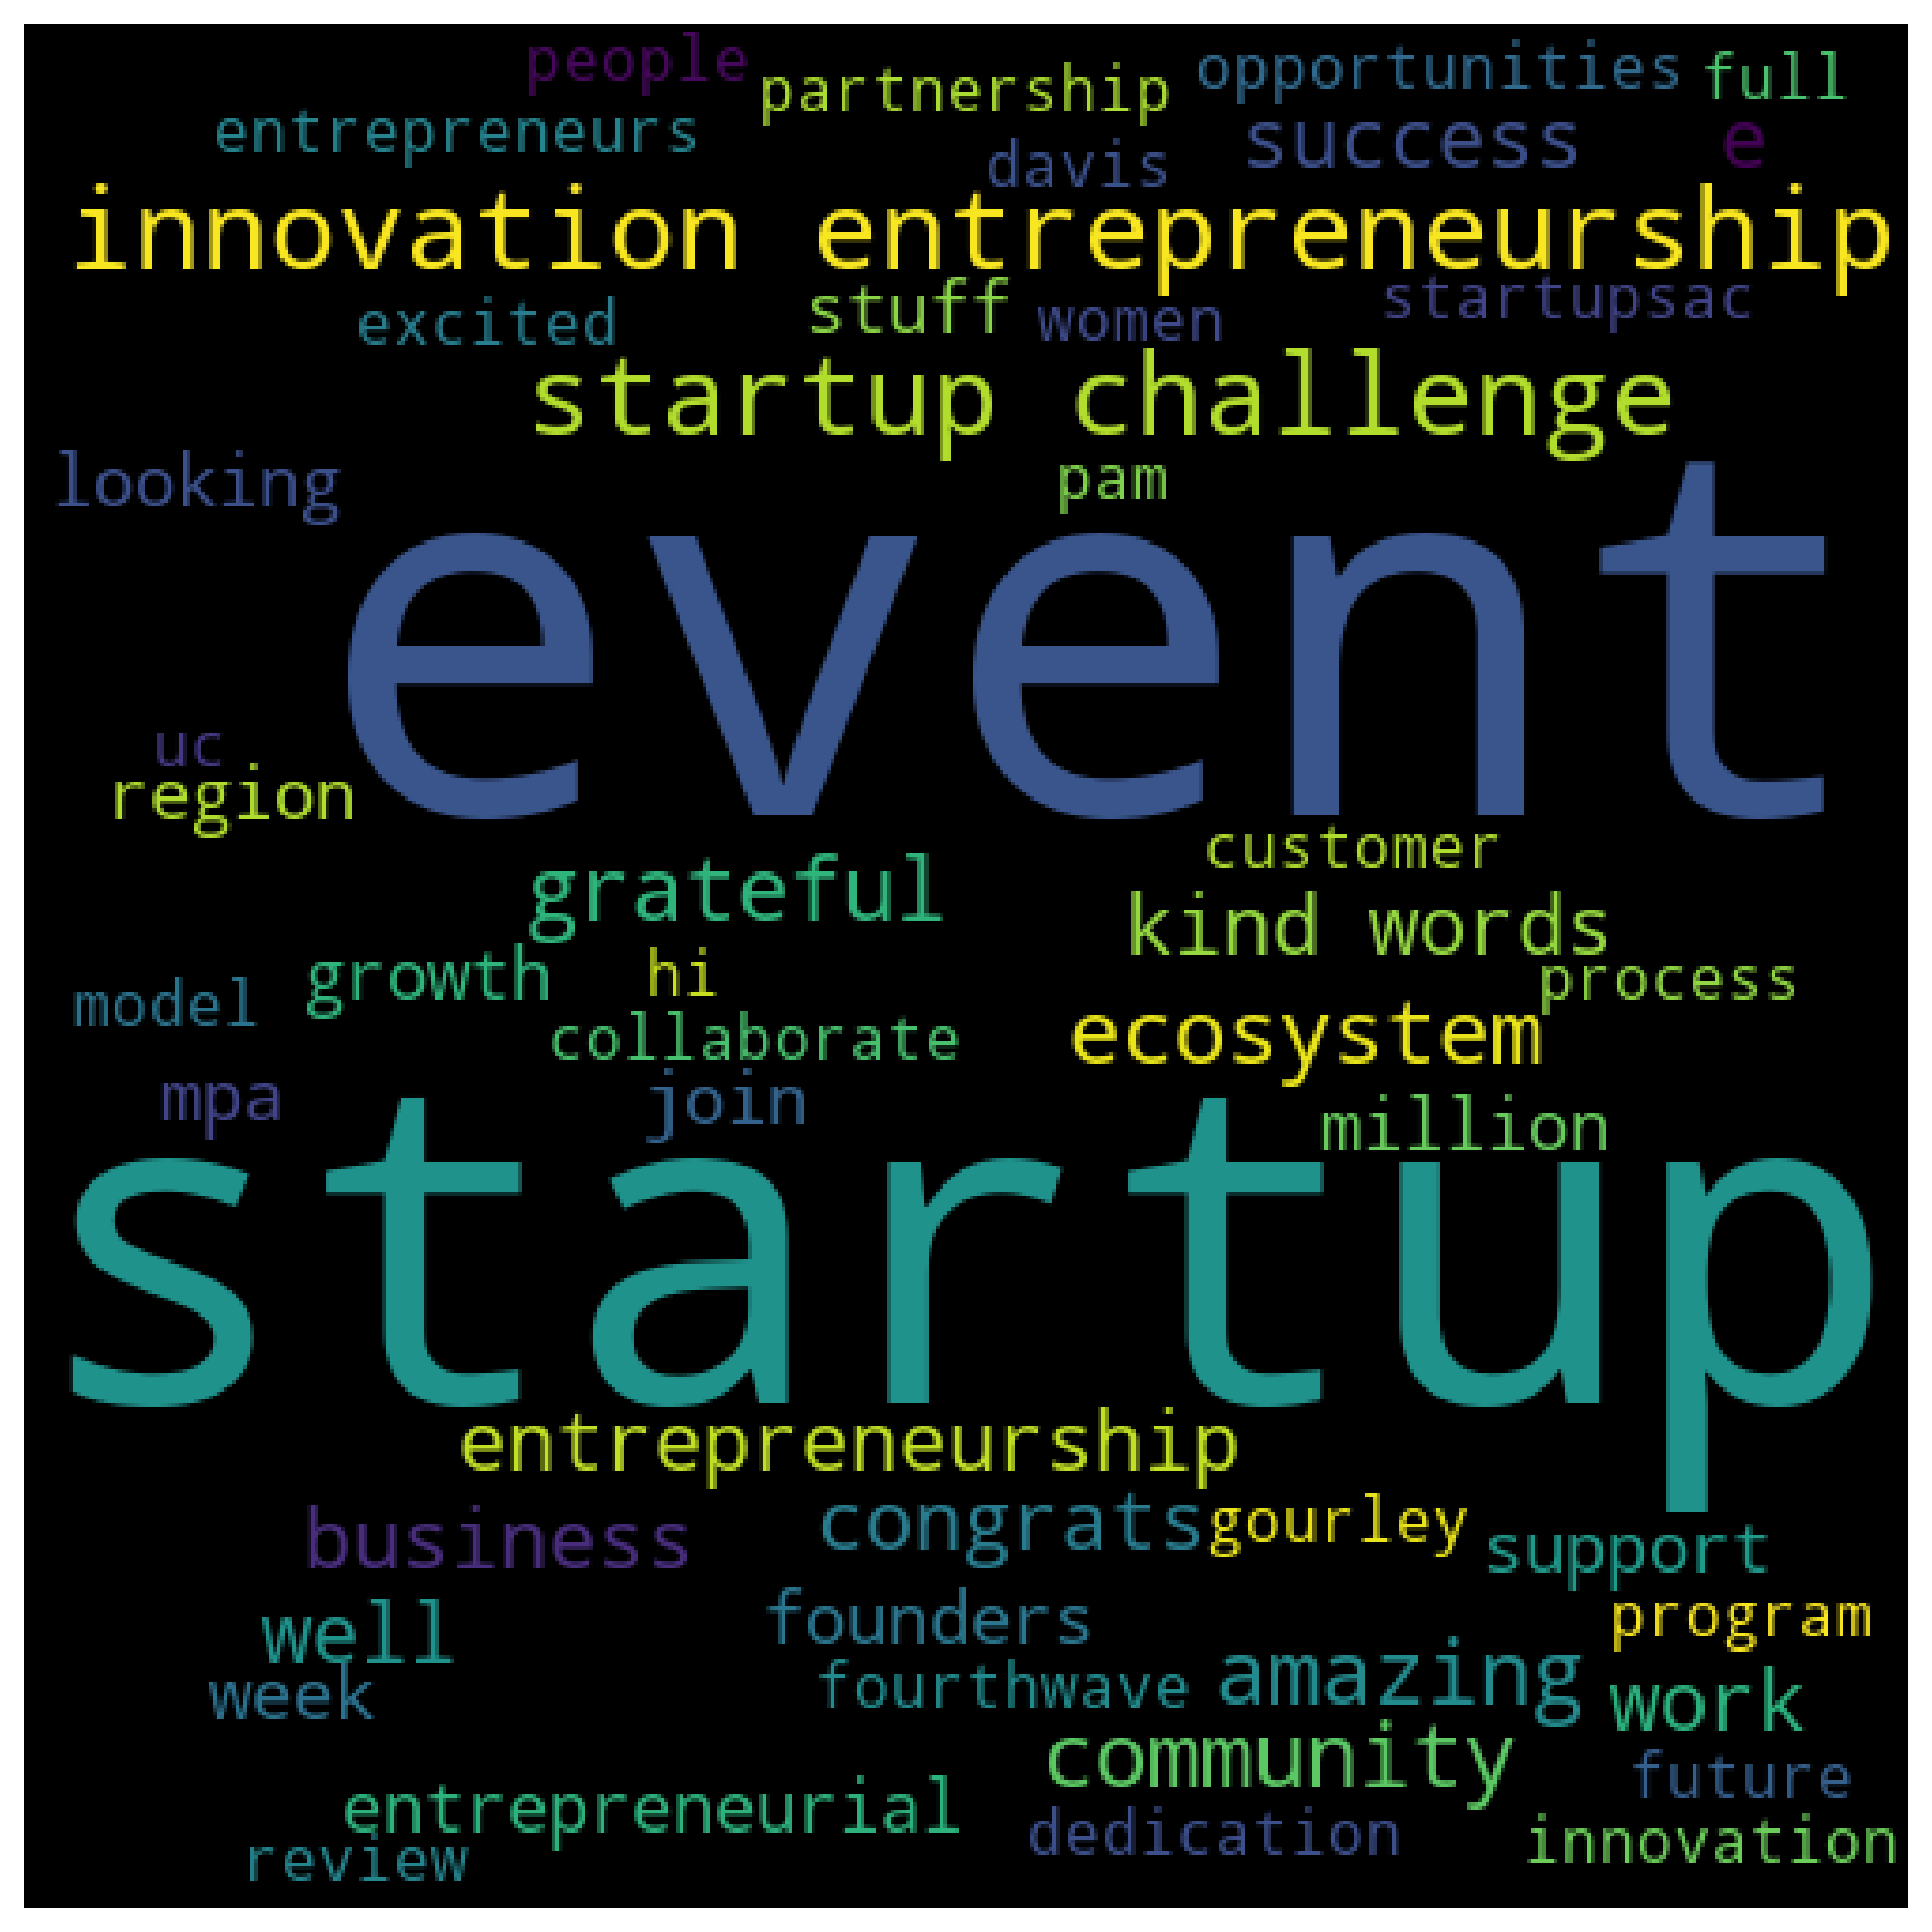 people
partnership
opportunities
full
entrepreneurs
davis
success
e
innovation entrepreneurship
excited
stuff
women
startupsac
startup challenge
looking
pam
event
uc
region
customer
grateful
kind words
growth
hi
process
model
collaborate
ecosystem
mpa
join
million
startup
entrepreneurship
business
congrats
gourley
support
well
founders
program
week
fourthwave
amazing
work
community
future
entrepreneurial
dedication
innovation
review